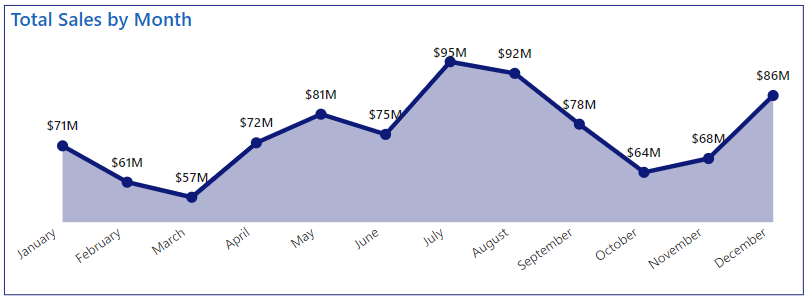 Total Sales by Month
$71M
$61M
$57M
$72M
$81M
$75M
$95M
$92M
$78M
$64M
$68M
$86M
January
February
March
April
May
June
July
August
September
October
November
December